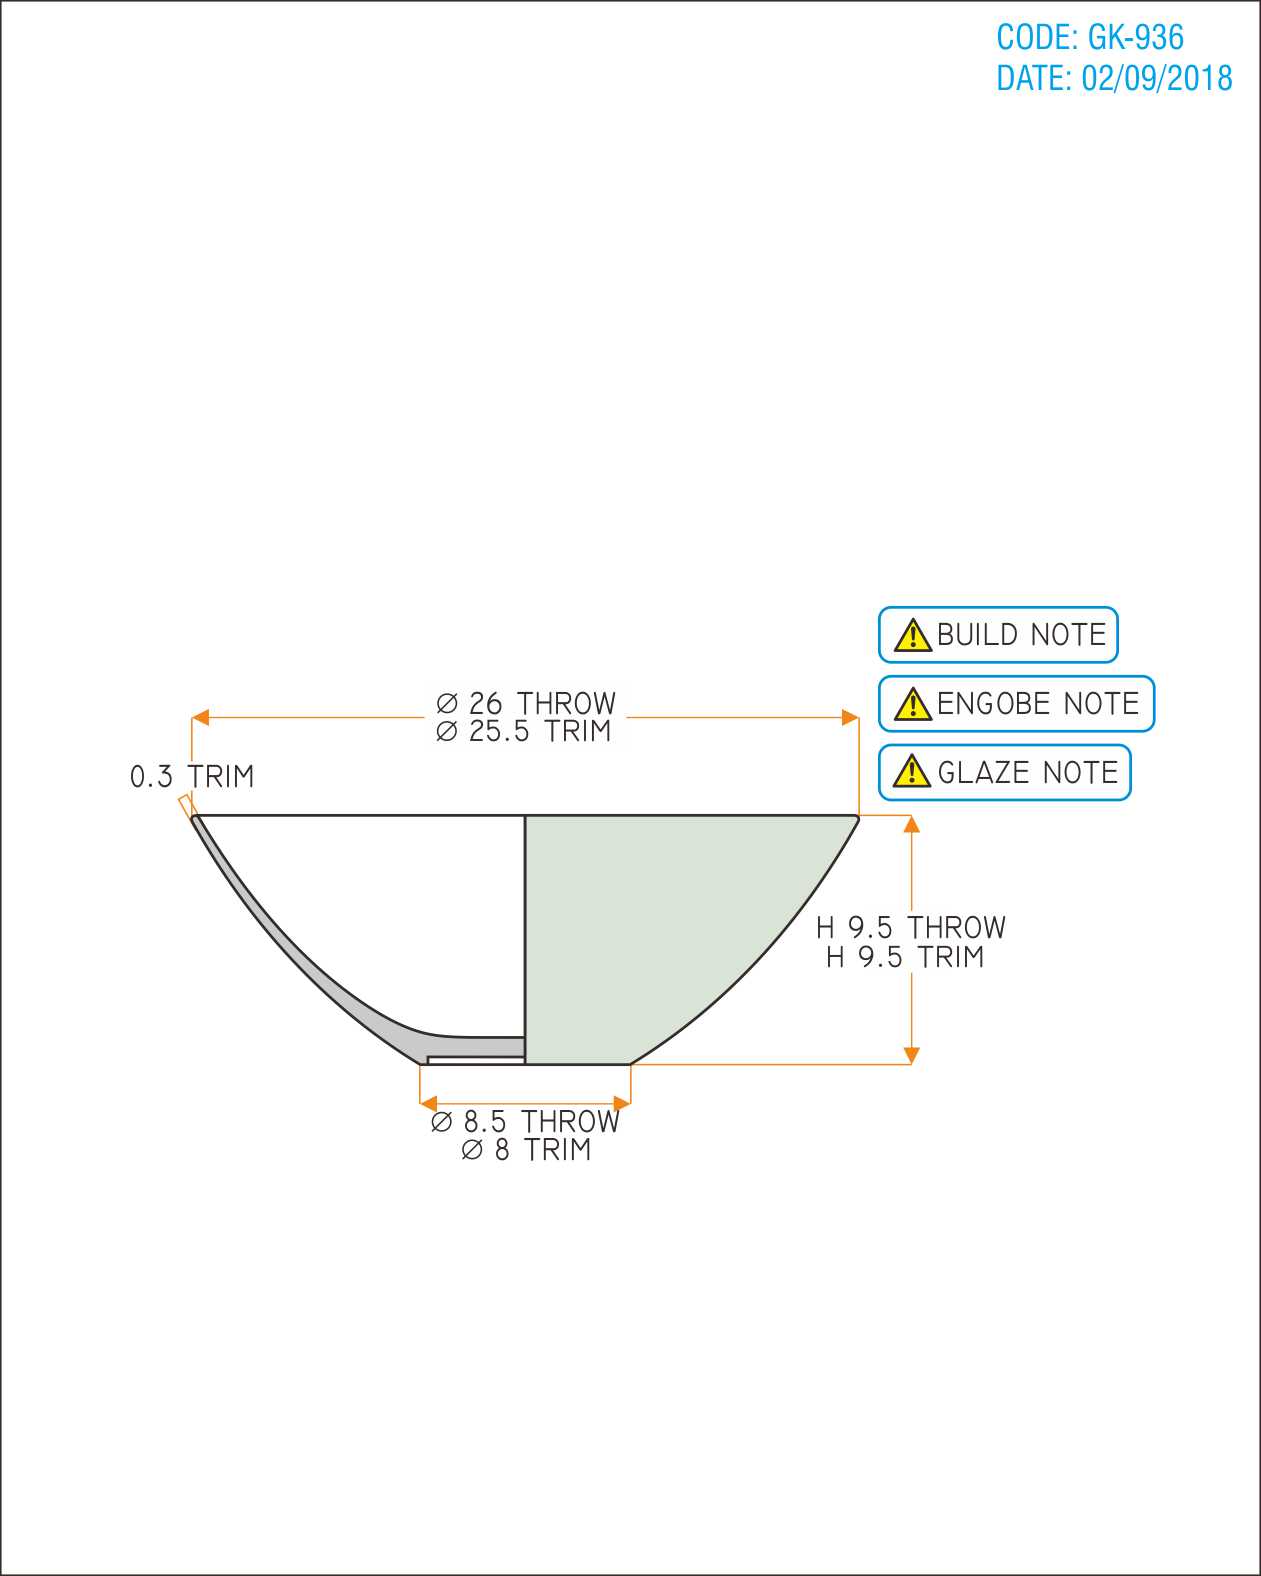 CODE: GK-936
DATE: 02/09/2018
BUILD NOTE
ENGOBE NOTE
GLAZE NOTE
Ø 26 THROW
Ø 25.5 TRIM
0.3 TRIM
H 9.5 THROW
H 9.5 TRIM
Ø 8.5 THROW
Ø 8 TRIM